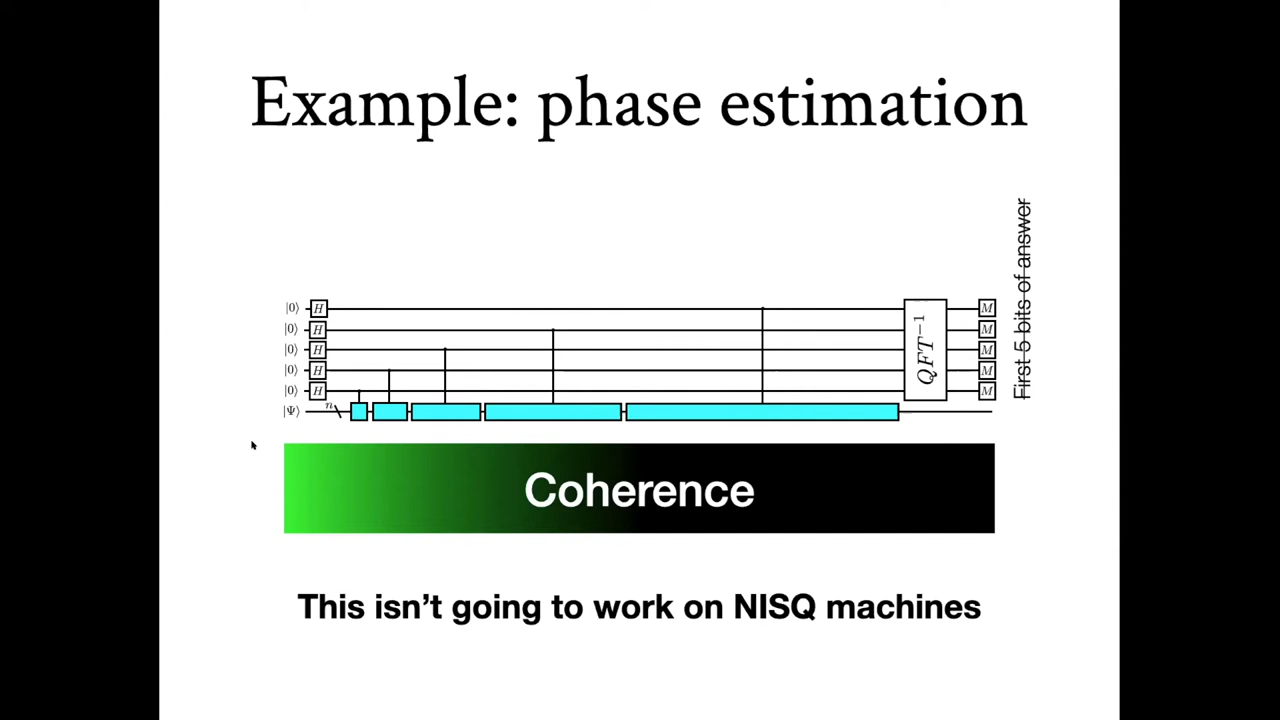 Example: phase estimation
First 5 bits of answer
|0⟩ H M
|0⟩ H M
|0⟩ H QFT⁻¹ M
|0⟩ H M
|0⟩ H M
|Ψ⟩ n
Coherence
This isn't going to work on NISQ machines